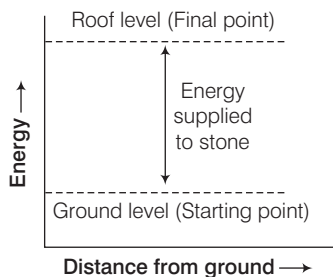 Roof level (Final point)
Energy
supplied
to stone
Ground level (Starting point)
Energy
Distance from ground